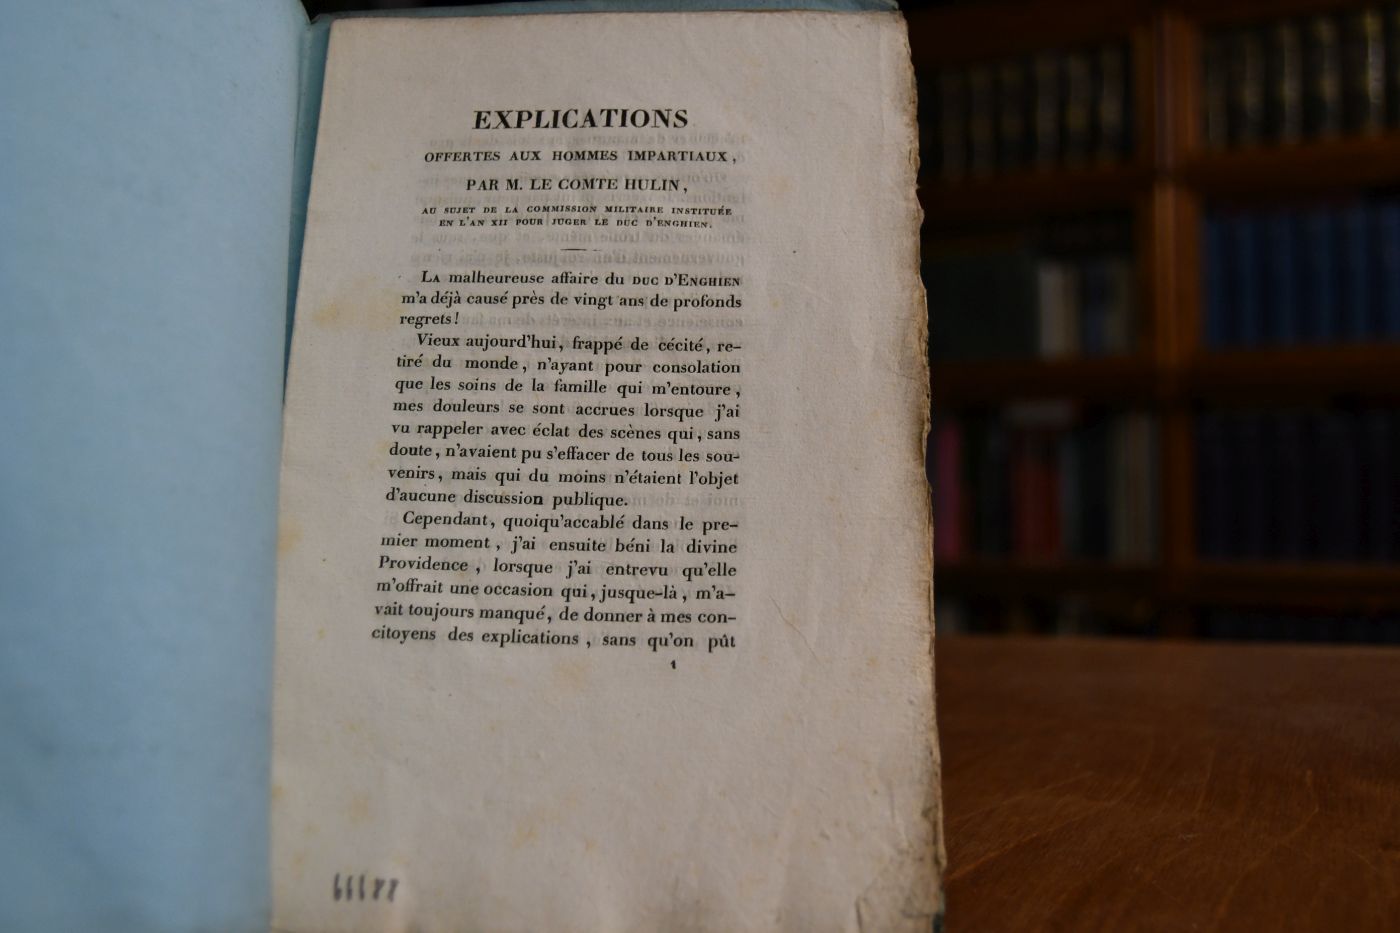 EXPLICATIONS
OFFERTES AUX HOMMES IMPARTIAUX,
PAR M. LE COMTE HULIN,
AU SUJET DE LA COMMISSION MILITAIRE INSTITUÉE
EN L'AN XII POUR JUGER LE DUC D'ENGHIEN.
LA malheureuse affaire du DUC D'ENGHIEN
m'a déjà causé près de vingt ans de profonds
regrets!
Vieux aujourd'hui, frappé de cécité, re-
tiré du monde, n'ayant pour consolation
que les soins de la famille qui m'entoure,
mes douleurs se sont accrues lorsque j'ai
vu rappeler avec éclat des scènes qui, sans
doute, n'avaient pu s'effacer de tous les sou-
venirs, mais qui du moins n'étaient l'objet
d'aucune discussion publique.
Cependant, quoiqu'accablé dans le pre-
mier moment, j'ai ensuite béni la divine
Providence, lorsque j'ai entrevu qu'elle
m'offrait une occasion qui, jusque-là, m'a-
vait toujours manqué, de donner à mes con-
citoyens des explications, sans qu'on pût
1